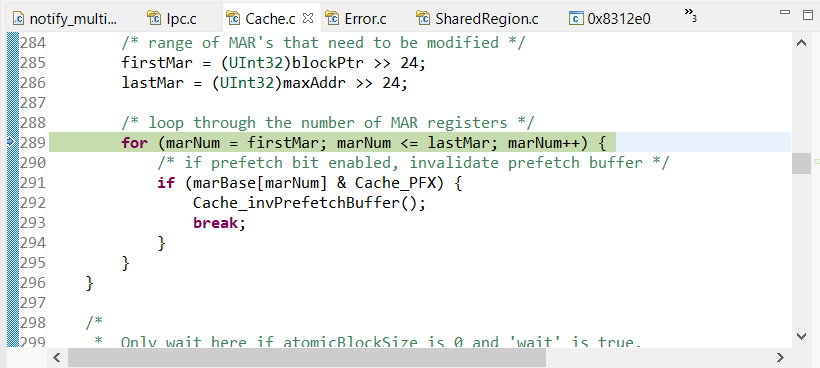 notify_multi... Ipc.c Cache.c Error.c SharedRegion.c 0x8312e0 »3
284 /* range of MAR's that need to be modified */
285 firstMar = (UInt32)blockPtr >> 24;
286 lastMar = (UInt32)maxAddr >> 24;
287
288 /* loop through the number of MAR registers */
289 for (marNum = firstMar; marNum <= lastMar; marNum++) {
290 /* if prefetch bit enabled, invalidate prefetch buffer */
291 if (marBase[marNum] & Cache_PFX) {
292 Cache_invPrefetchBuffer();
293 break;
294 }
295 }
296 }
297
298 /*
299 * Only wait here if atomicBlockSize is 0 and 'wait' is true.